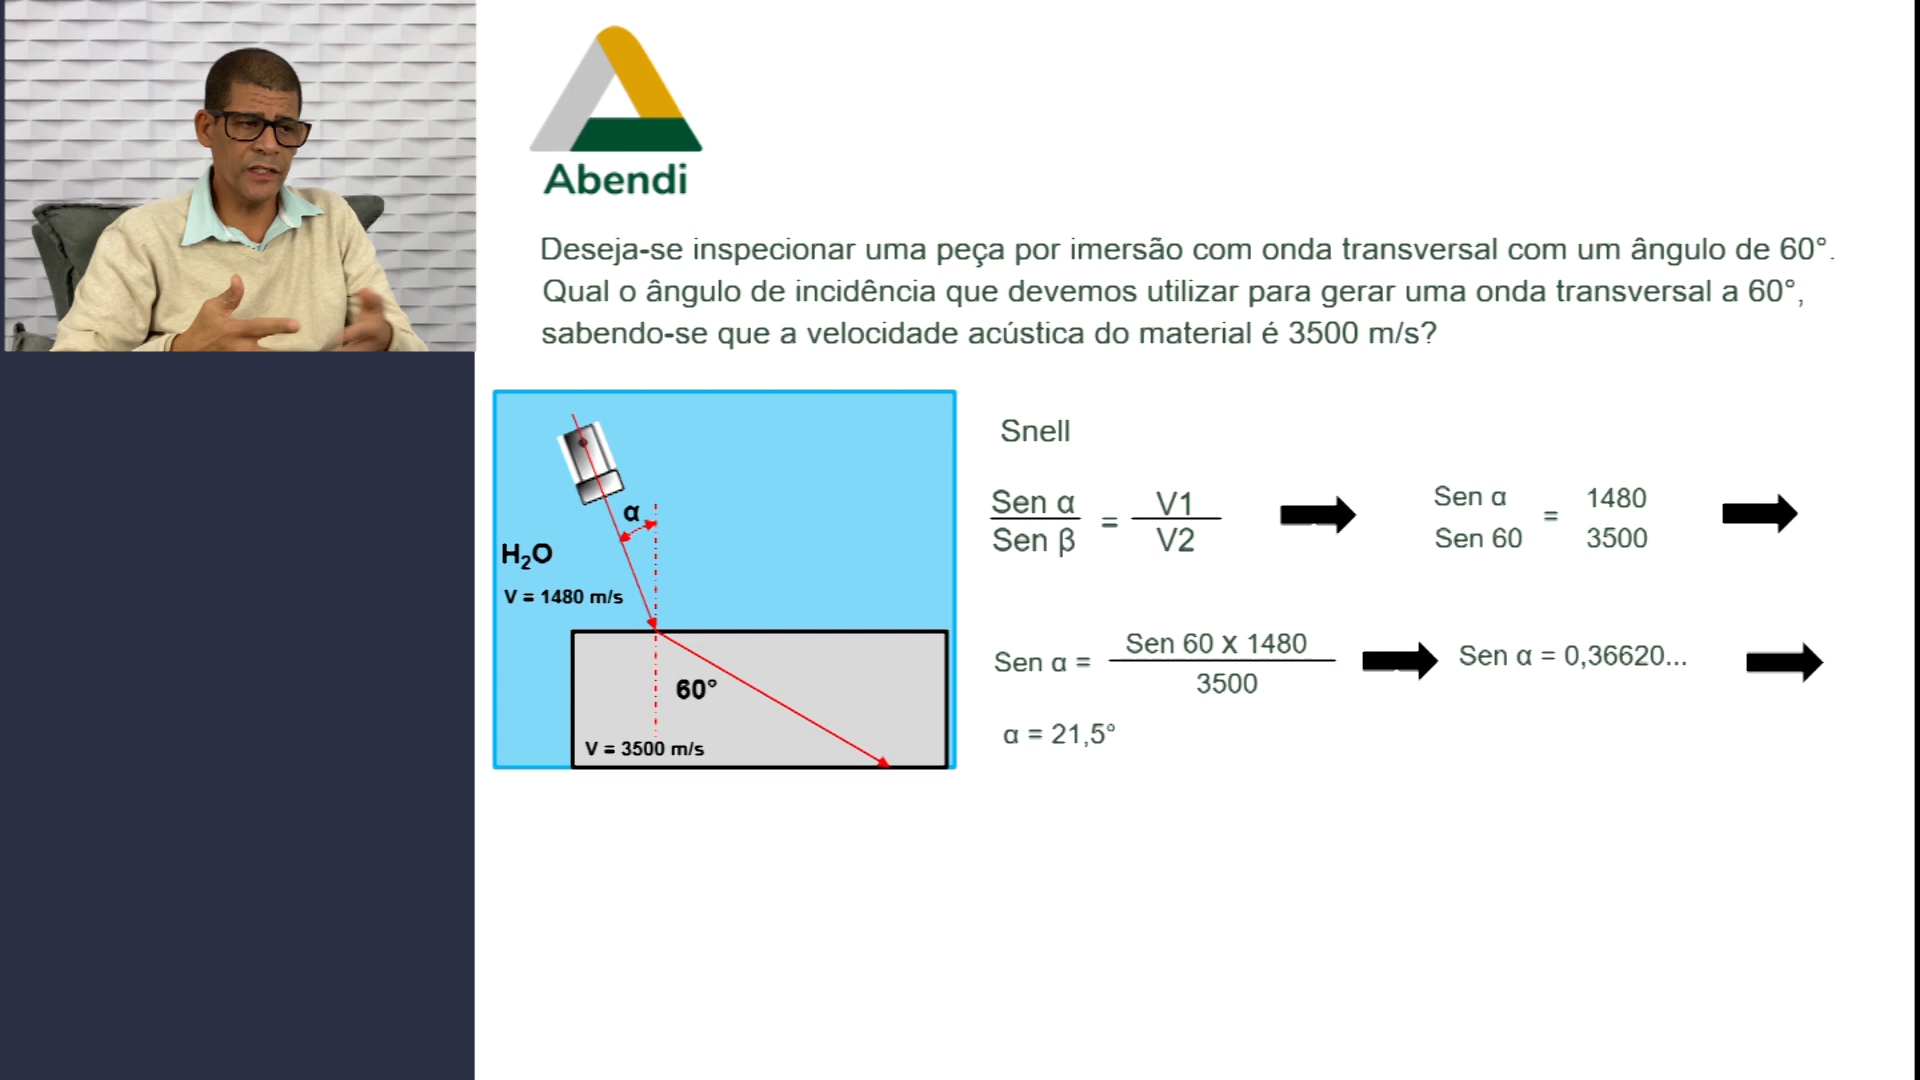 Abendi
Deseja-se inspecionar uma peça por imersão com onda transversal com um ângulo de 60°.
Qual o ângulo de incidência que devemos utilizar para gerar uma onda transversal a 60°,
sabendo-se que a velocidade acústica do material é 3500 m/s?
α
H₂O
V = 1480 m/s
60°
V = 3500 m/s
Snell
Sen α
Sen β
=
V1
V2
Sen α
Sen 60
=
1480
3500
Sen α =
Sen 60 X 1480
3500
Sen α = 0,36620...
α = 21,5°